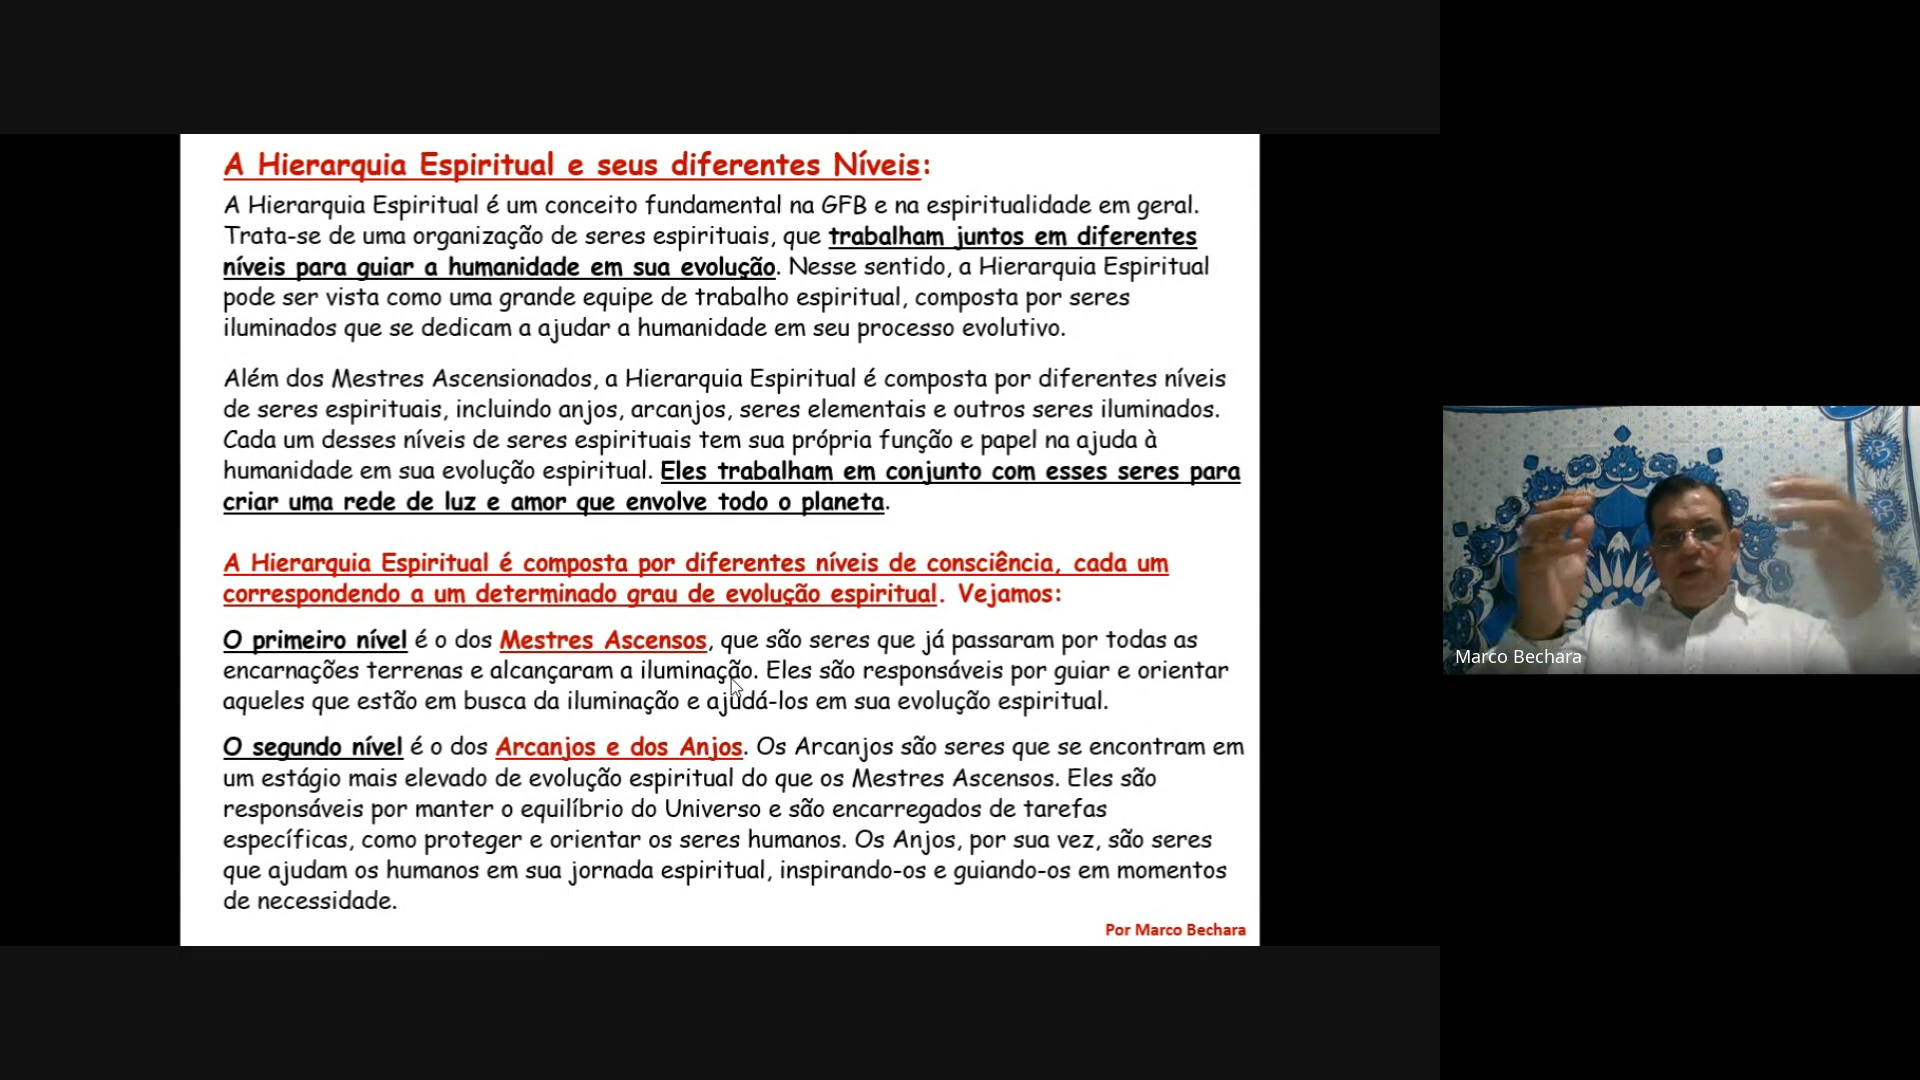 A Hierarquia Espiritual e seus diferentes Níveis:
A Hierarquia Espiritual é um conceito fundamental na GFB e na espiritualidade em geral.
Trata-se de uma organização de seres espirituais, que trabalham juntos em diferentes
níveis para guiar a humanidade em sua evolução. Nesse sentido, a Hierarquia Espiritual
pode ser vista como uma grande equipe de trabalho espiritual, composta por seres
iluminados que se dedicam a ajudar a humanidade em seu processo evolutivo.
Além dos Mestres Ascensionados, a Hierarquia Espiritual é composta por diferentes níveis
de seres espirituais, incluindo anjos, arcanjos, seres elementais e outros seres iluminados.
Cada um desses níveis de seres espirituais tem sua própria função e papel na ajuda à
humanidade em sua evolução espiritual. Eles trabalham em conjunto com esses seres para
criar uma rede de luz e amor que envolve todo o planeta.
A Hierarquia Espiritual é composta por diferentes níveis de consciência, cada um
correspondendo a um determinado grau de evolução espiritual. Vejamos:
O primeiro nível é o dos Mestres Ascensos, que são seres que já passaram por todas as
encarnações terrenas e alcançaram a iluminação. Eles são responsáveis por guiar e orientar
aqueles que estão em busca da iluminação e ajudá-los em sua evolução espiritual.
O segundo nível é o dos Arcanjos e dos Anjos. Os Arcanjos são seres que se encontram em
um estágio mais elevado de evolução espiritual do que os Mestres Ascensos. Eles são
responsáveis por manter o equilíbrio do Universo e são encarregados de tarefas
específicas, como proteger e orientar os seres humanos. Os Anjos, por sua vez, são seres
que ajudam os humanos em sua jornada espiritual, inspirando-os e guiando-os em momentos
de necessidade.
Por Marco Bechara
Marco Bechara